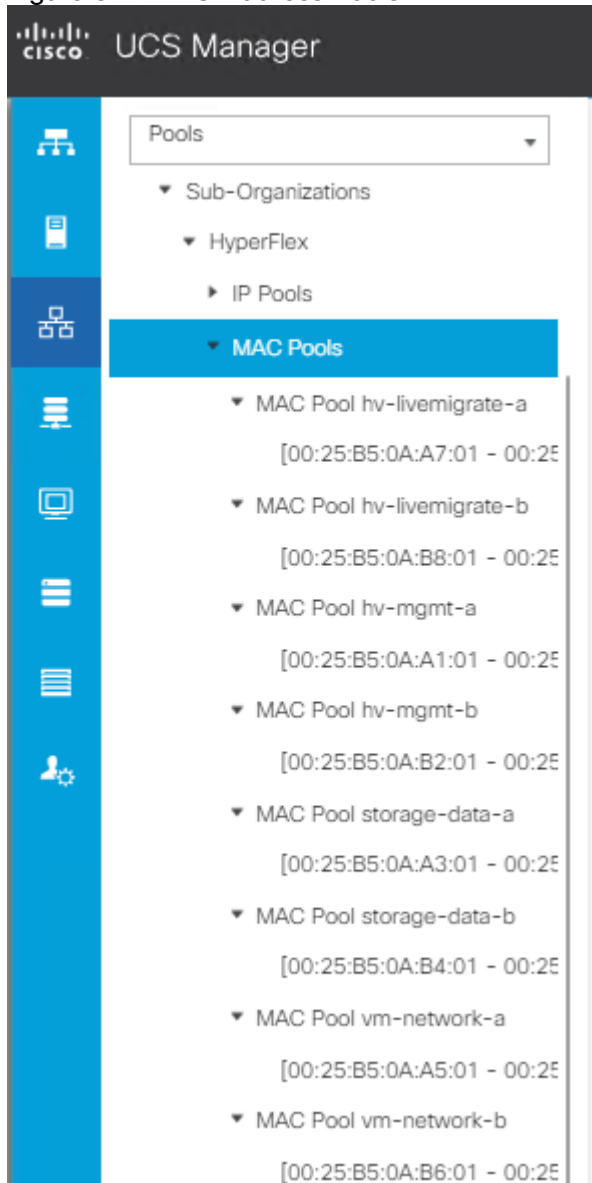 cisco UCS Manager
Pools
Sub-Organizations
HyperFlex
IP Pools
MAC Pools
MAC Pool hv-livemigrate-a
[00:25:B5:0A:A7:01 - 00:25
MAC Pool hv-livemigrate-b
[00:25:B5:0A:B8:01 - 00:25
MAC Pool hv-mgmt-a
[00:25:B5:0A:A1:01 - 00:25
MAC Pool hv-mgmt-b
[00:25:B5:0A:B2:01 - 00:25
MAC Pool storage-data-a
[00:25:B5:0A:A3:01 - 00:25
MAC Pool storage-data-b
[00:25:B5:0A:B4:01 - 00:25
MAC Pool vm-network-a
[00:25:B5:0A:A5:01 - 00:25
MAC Pool vm-network-b
[00:25:B5:0A:B6:01 - 00:25